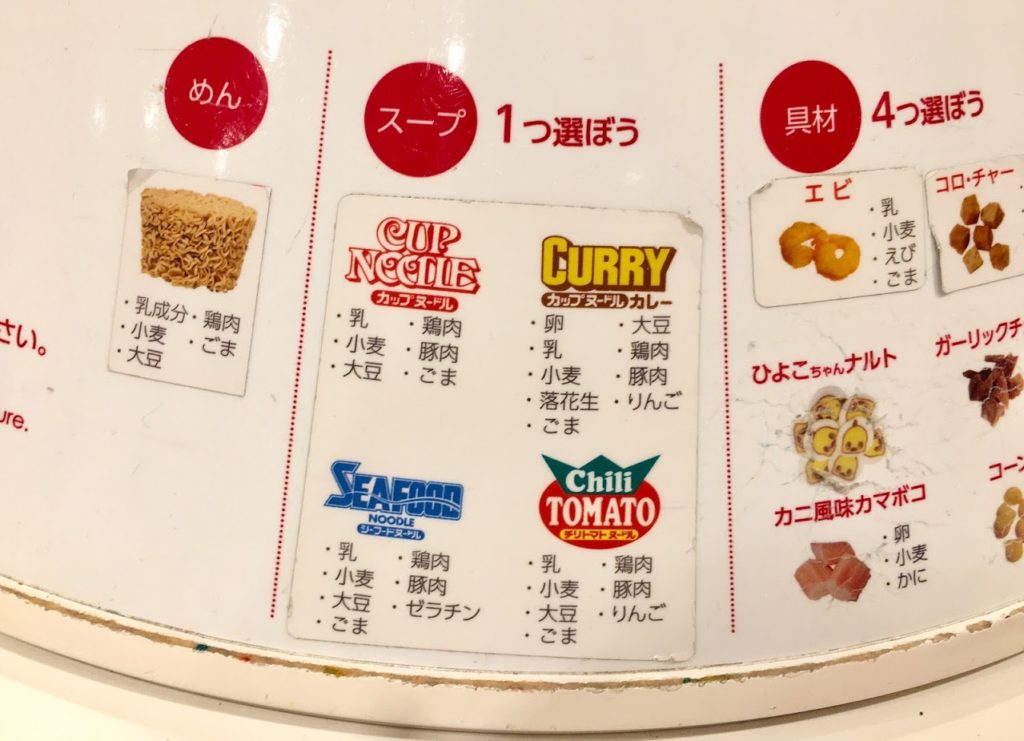 めん
・乳成分 ・鶏肉
・小麦 ・ごま
・大豆
さい。
ure.
スープ 1つ選ぼう
CUP
NOODLE
カップヌードル
・乳 ・鶏肉
・小麦 ・豚肉
・大豆 ・ごま
CURRY
カップヌードルカレー
・卵 ・大豆
・乳 ・鶏肉
・小麦 ・豚肉
・落花生 ・りんご
・ごま
SEAFOOD
NOODLE
シーフードヌードル
・乳 ・鶏肉
・小麦 ・豚肉
・大豆 ・ゼラチン
・ごま
Chili
TOMATO
チリトマトヌードル
・乳 ・鶏肉
・小麦 ・豚肉
・大豆 ・りんご
・ごま
具材 4つ選ぼう
エビ
・乳
・小麦
・えび
・ごま
コロ・チャー
ひよこちゃんナルト
ガーリックチ
カニ風味カマボコ
・卵
・小麦
・かに
コーン